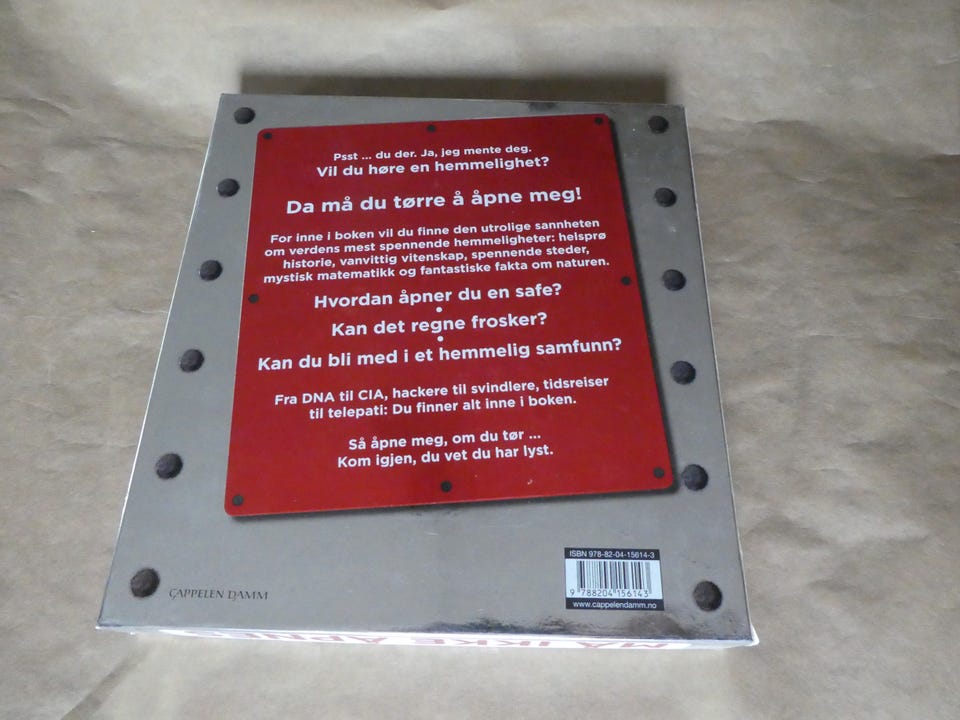 Psst ... du der. Ja, jeg mente deg.
Vil du høre en hemmelighet?
Da må du tørre å åpne meg!
For inne i boken vil du finne den utrolige sannheten
om verdens mest spennende hemmeligheter: helsprø
historie, vanvittig vitenskap, spennende steder,
mystisk matematikk og fantastiske fakta om naturen.
Hvordan åpner du en safe?
•
Kan det regne frosker?
•
Kan du bli med i et hemmelig samfunn?
Fra DNA til CIA, hackere til svindlere, tidsreiser
til telepati: Du finner alt inne i boken.
Så åpne meg, om du tør ...
Kom igjen, du vet du har lyst.
ISBN 978-82-04-15614-3
9 788204 156143
www.cappelendamm.no
CAPPELEN DAMM
MÅ IKKE ÅPNES